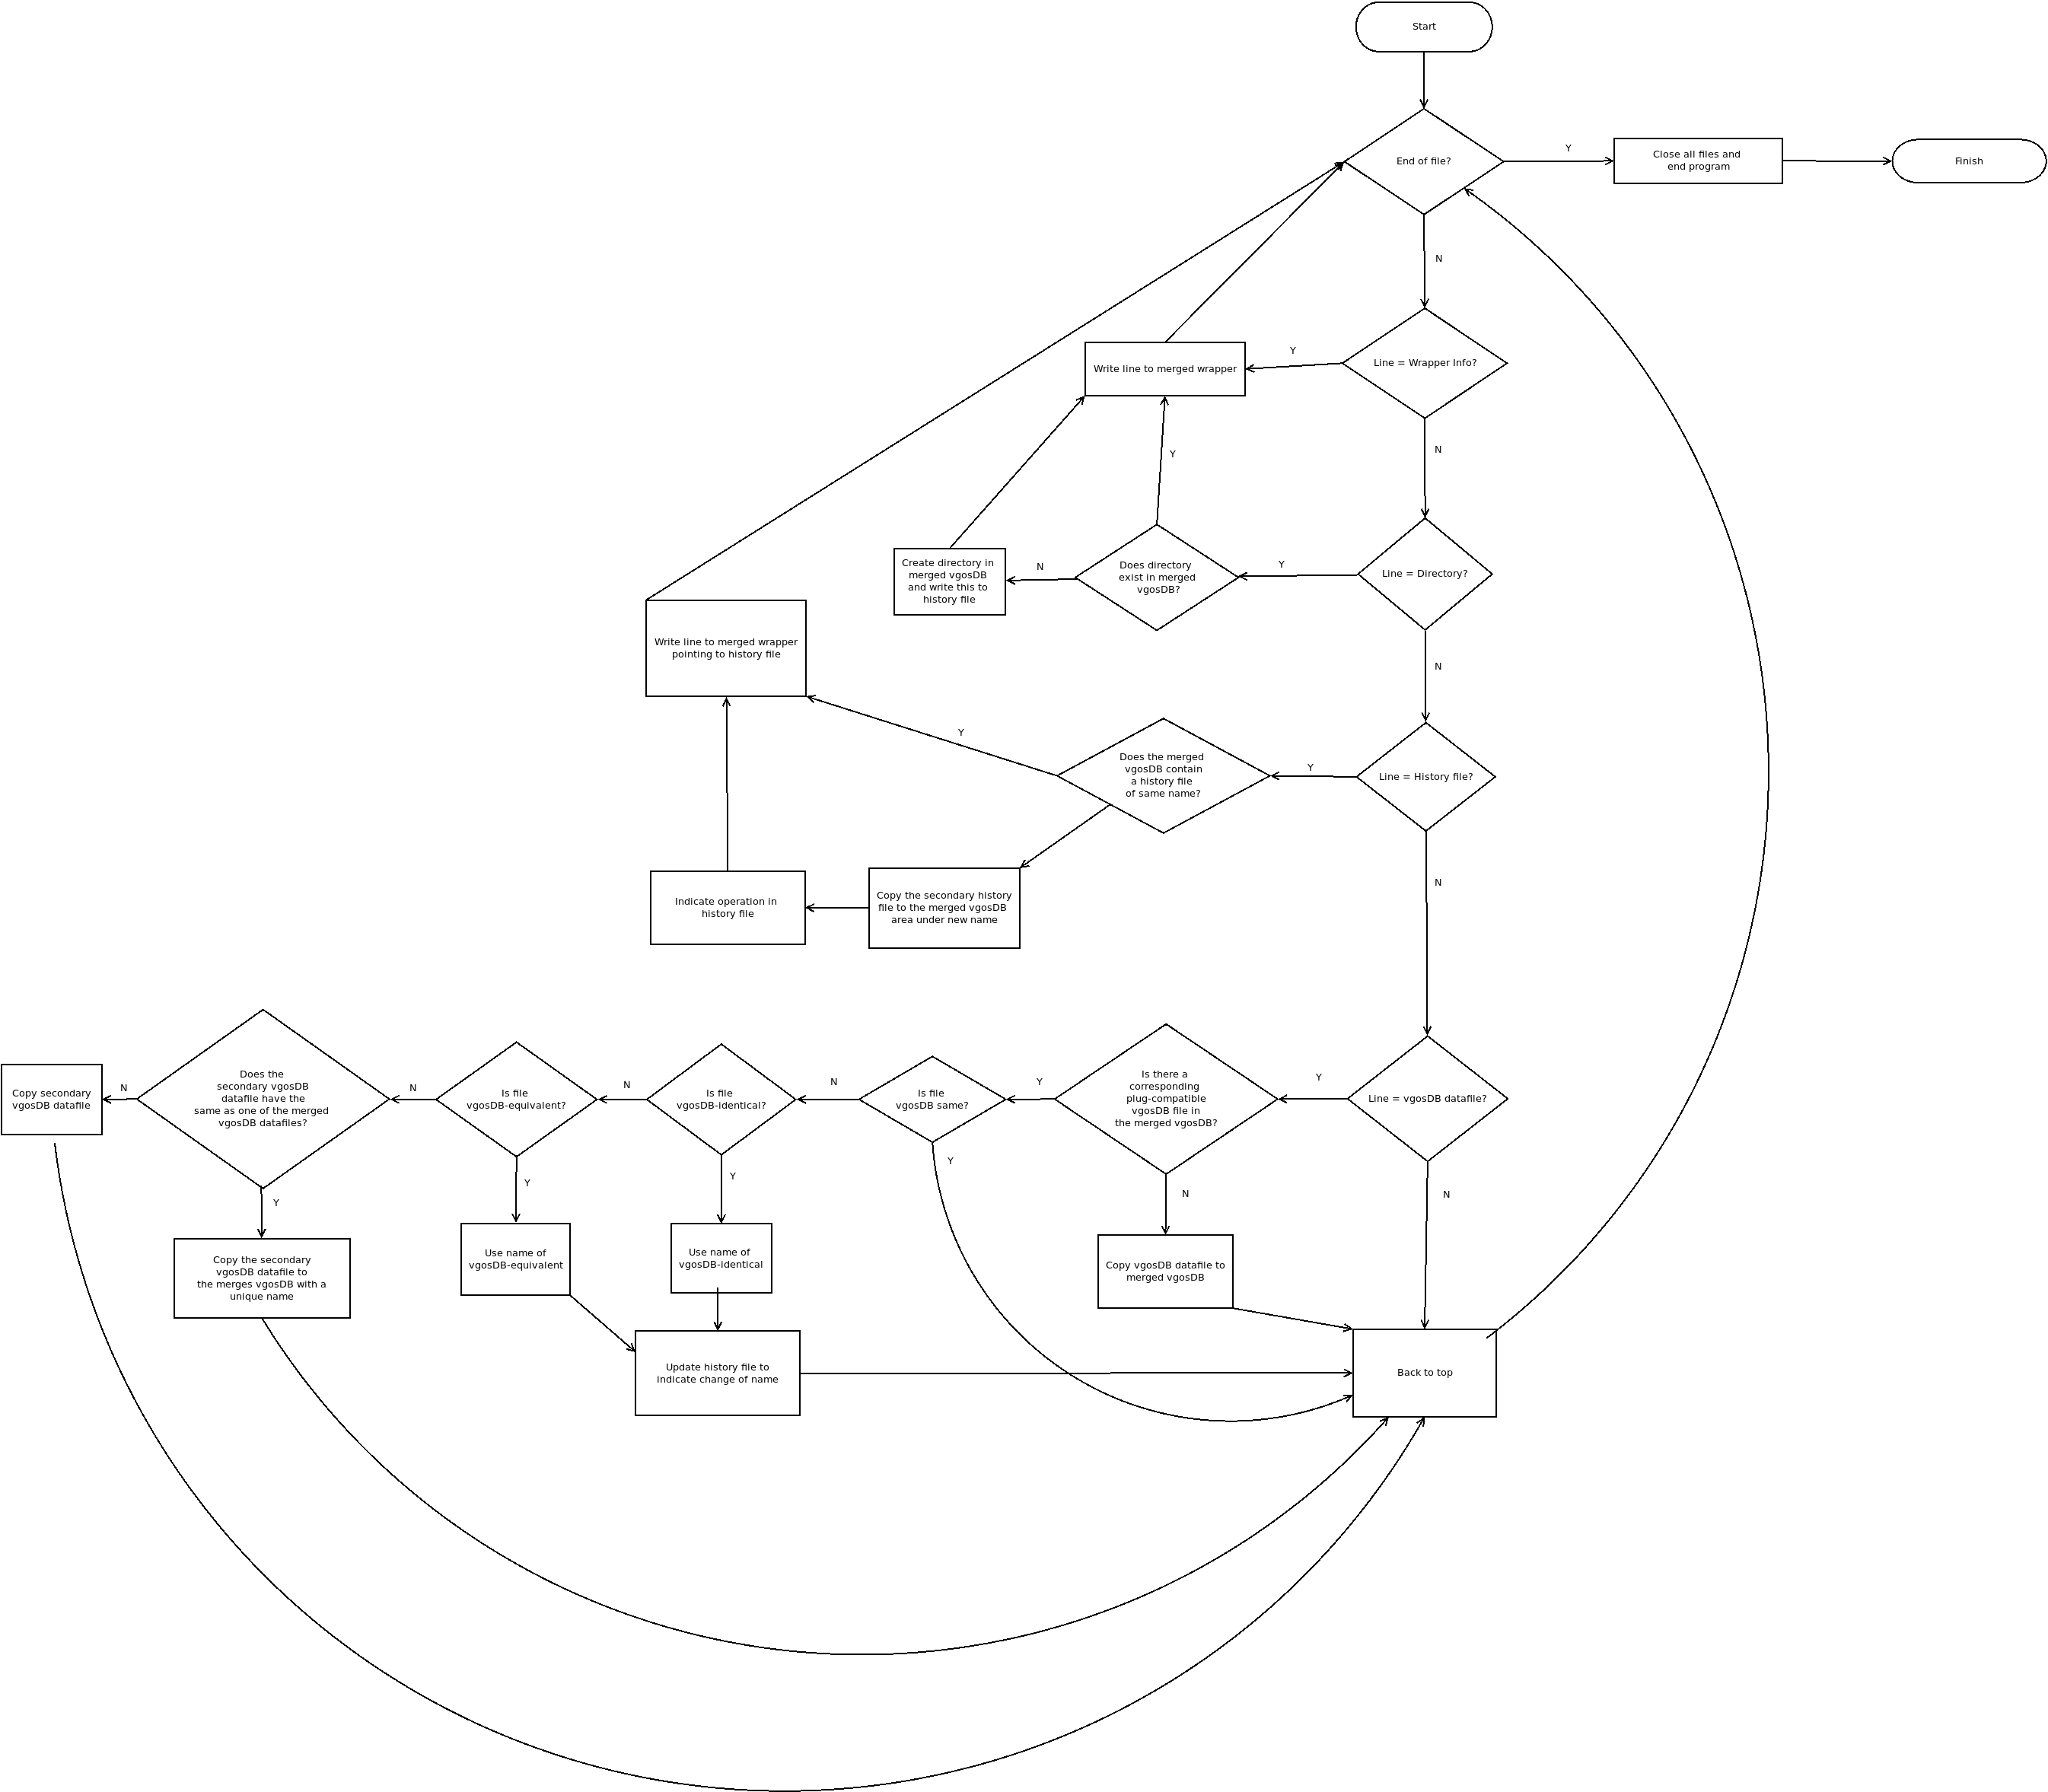 Start
End of file?
Y
Close all files and
end program
Finish
N
Line = Wrapper Info?
Y
Write line to merged wrapper
N
Line = Directory?
Y
Does directory
exist in merged
vgosDB?
Y
N
Create directory in
merged vgosDB
and write this to
history file
N
Write line to merged wrapper
pointing to history file
Line = History file?
Y
Does the merged
vgosDB contain
a history file
of same name?
Y
Copy the secondary history
file to the merged vgosDB
area under new name
Indicate operation in
history file
N
Line = vgosDB datafile?
Y
Is there a
corresponding
plug-compatible
vgosDB file in
the merged vgosDB?
Y
Is file
vgosDB same?
N
Is file
vgosDB-identical?
N
Is file
vgosDB-equivalent?
N
Does the
secondary vgosDB
datafile have the
same as one of the merged
vgosDB datafiles?
N
Copy secondary
vgosDB datafile
Y
Copy the secondary
vgosDB datafile to
the merges vgosDB with a
unique name
Y
Use name of
vgosDB-equivalent
Y
Use name of
vgosDB-identical
Y
N
Copy vgosDB datafile to
merged vgosDB
N
Update history file to
indicate change of name
Back to top